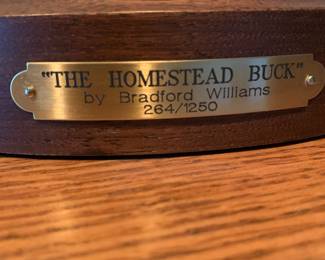 "THE HOMESTEAD BUCK"
by Bradford Williams
264/1250